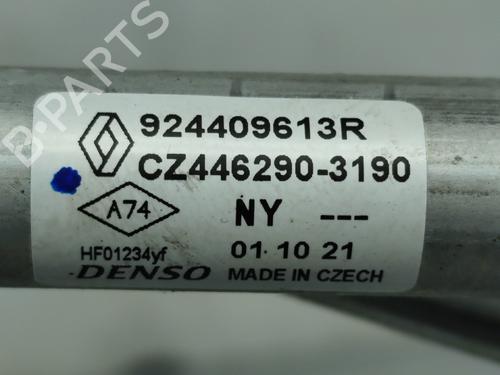 924409613R
CZ446290-3190
A74
NY ---
HF01234yf
01 10 21
DENSO MADE IN CZECH
B-PARTS